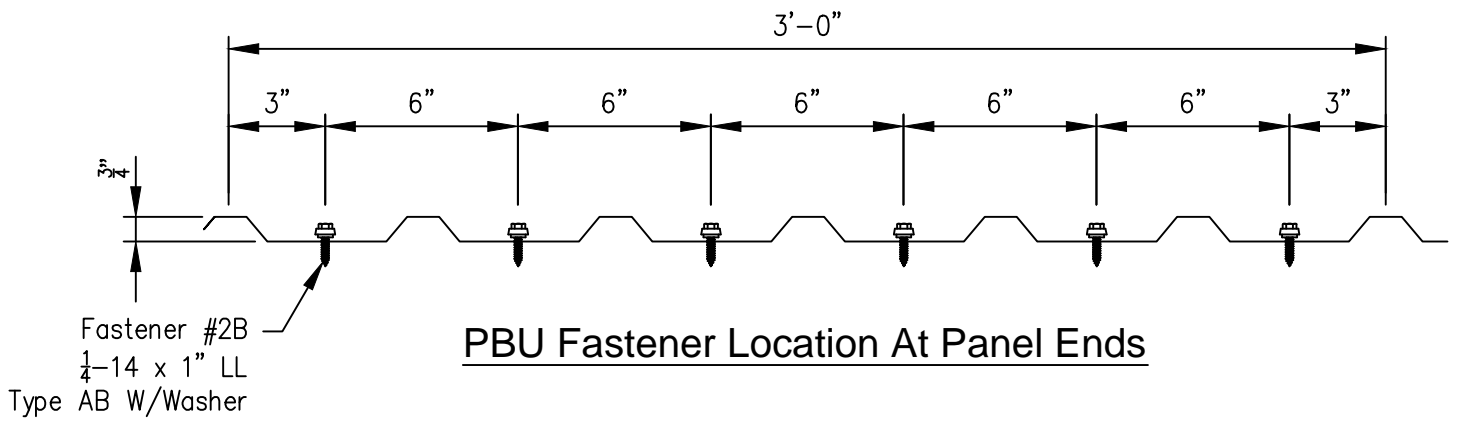 3'-0"
3" 6" 6" 6" 6" 6" 3"
3/4"
Fastener #2B
1/4-14 x 1" LL
Type AB W/Washer
PBU Fastener Location At Panel Ends